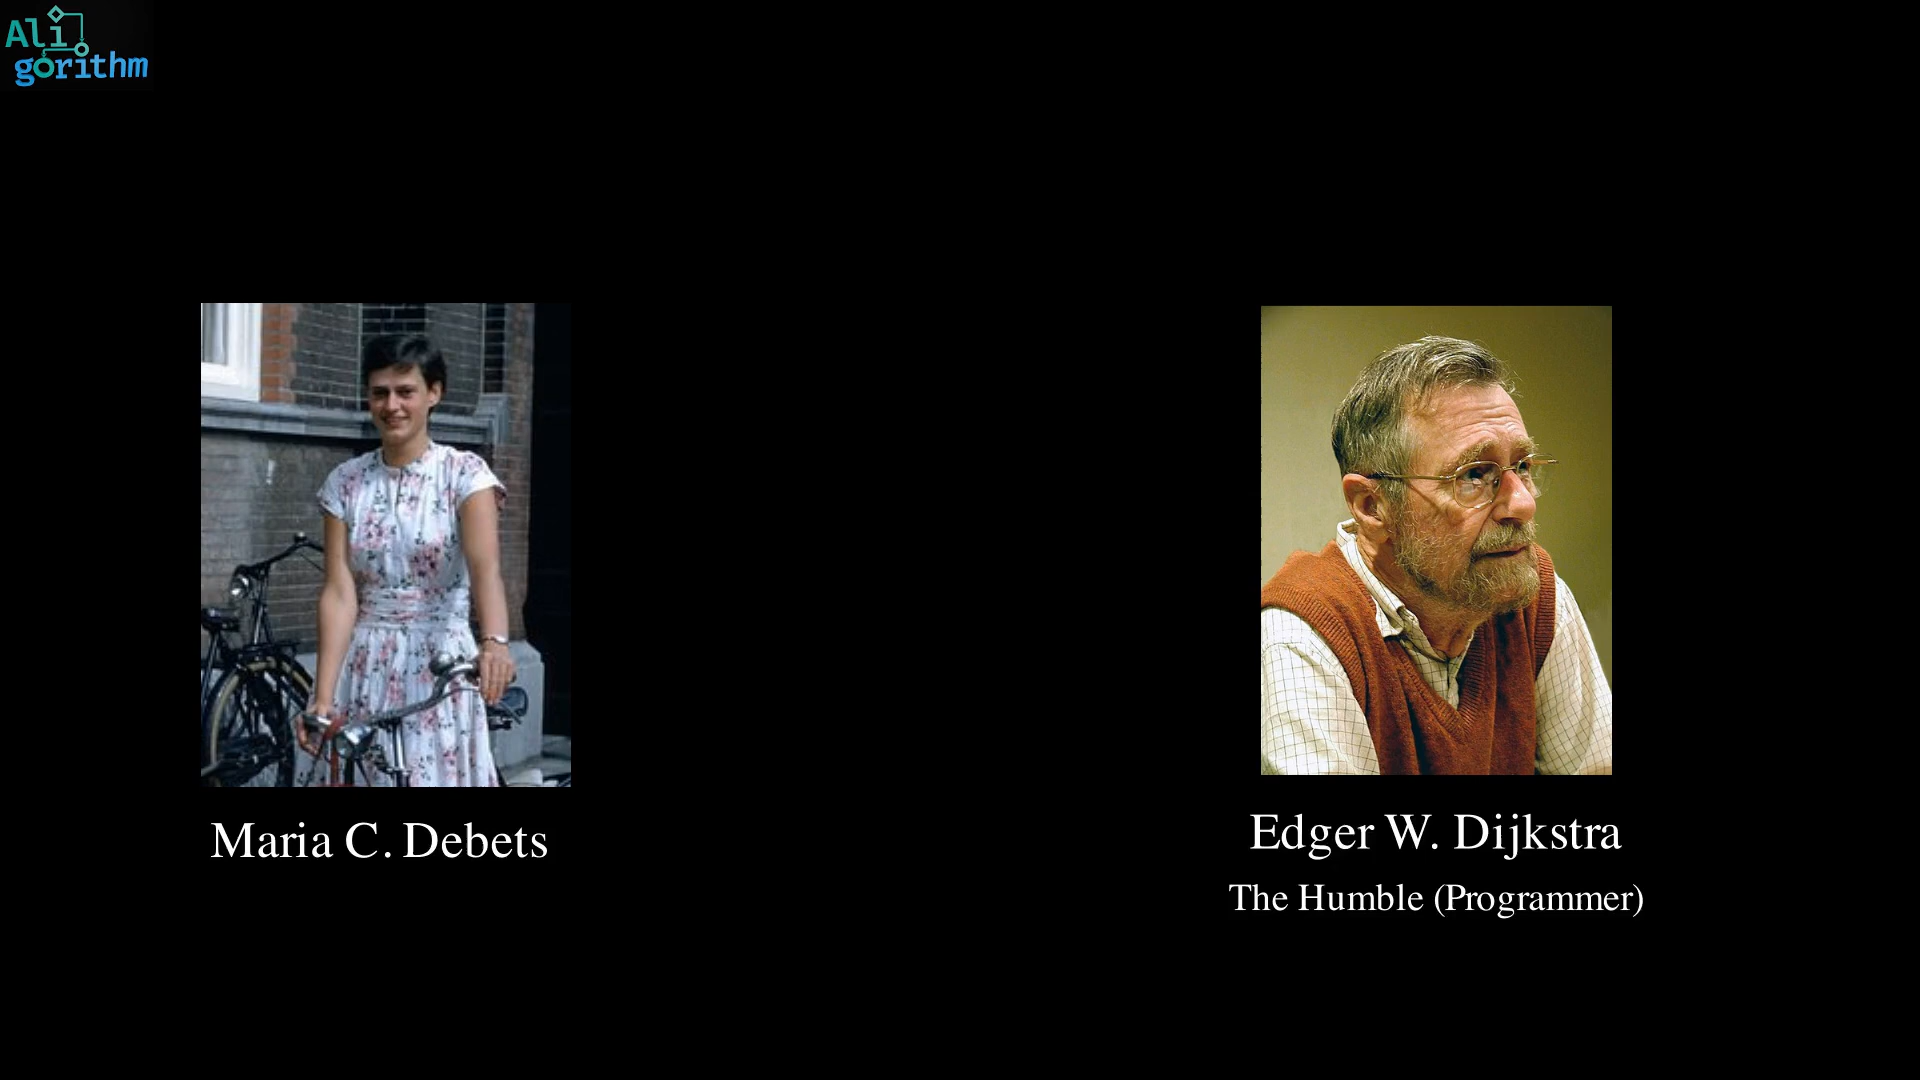 Ali
gorithm
Maria C. Debets
Edger W. Dijkstra
The Humble (Programmer)